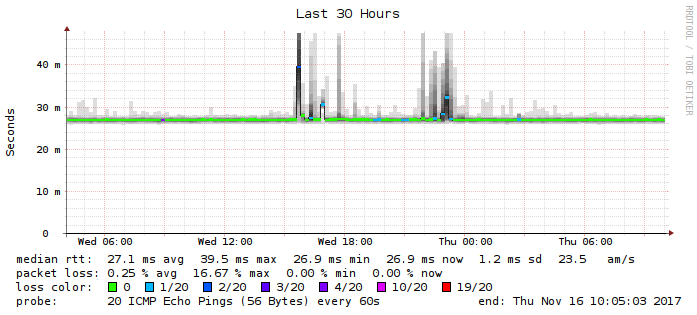 Last 30 Hours
RRDTOOL / TOBI OETIKER
Seconds
40 m
30 m
20 m
10 m
0
Wed 06:00 Wed 12:00 Wed 18:00 Thu 00:00 Thu 06:00
median rtt: 27.1 ms avg 39.5 ms max 26.9 ms min 26.9 ms now 1.2 ms sd 23.5 am/s
packet loss: 0.25 % avg 16.67 % max 0.00 % min 0.00 % now
loss color: 0 1/20 2/20 3/20 4/20 10/20 19/20
probe: 20 ICMP Echo Pings (56 Bytes) every 60s end: Thu Nov 16 10:05:03 2017